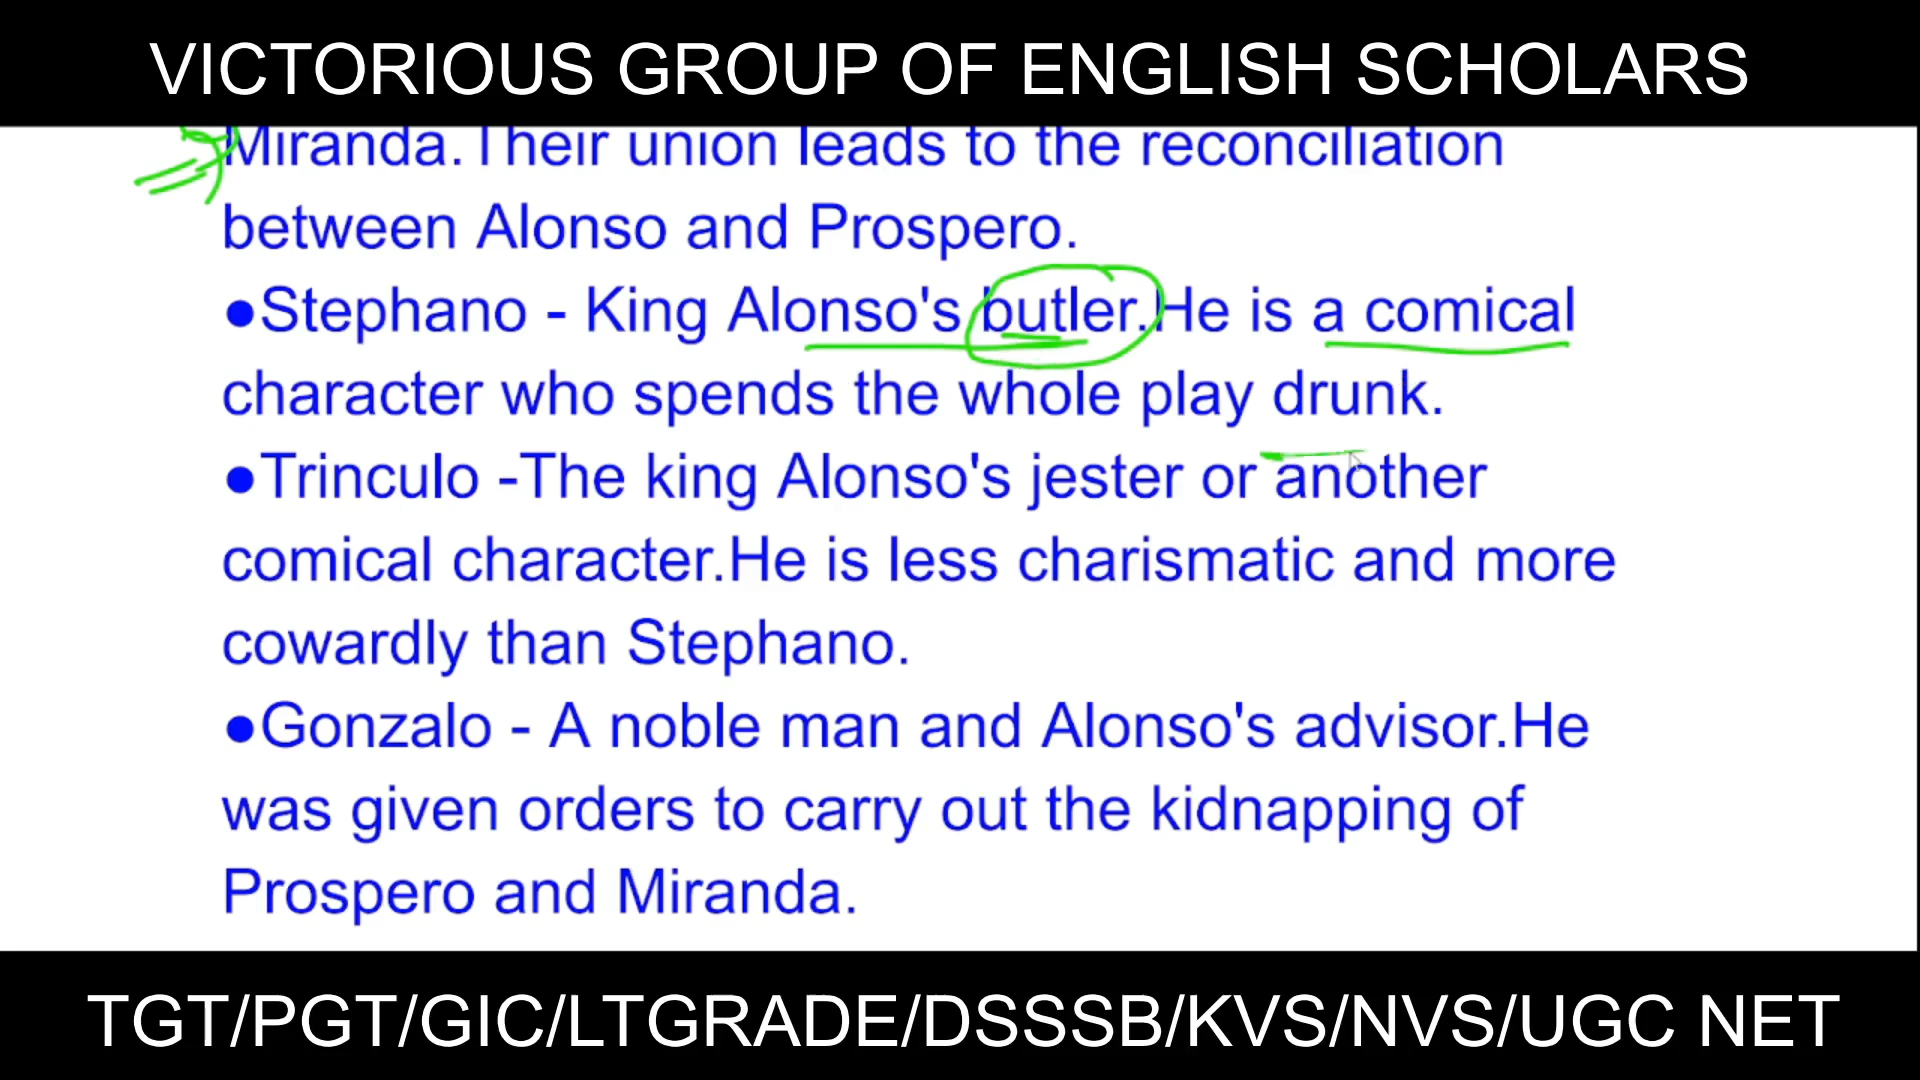 VICTORIOUS GROUP OF ENGLISH SCHOLARS
Miranda.Their union leads to the reconciliation
between Alonso and Prospero.
●Stephano - King Alonso's butler.He is a comical
character who spends the whole play drunk.
●Trinculo -The king Alonso's jester or another
comical character.He is less charismatic and more
cowardly than Stephano.
●Gonzalo - A noble man and Alonso's advisor.He
was given orders to carry out the kidnapping of
Prospero and Miranda.
TGT/PGT/GIC/LTGRADE/DSSSB/KVS/NVS/UGC NET